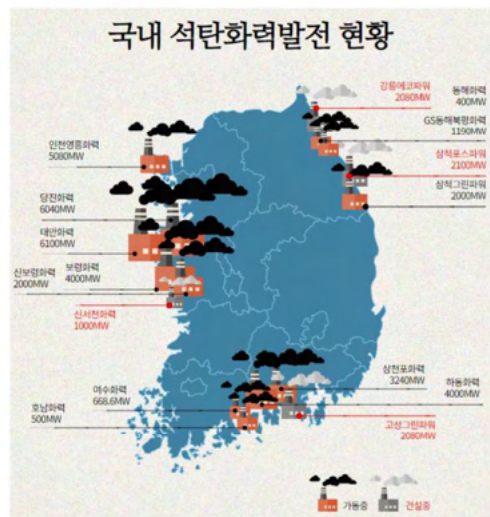 국내 석탄화력발전 현황
강릉에코파워
2080MW
동해화력
400MW
GS동해북평화력
1190MW
인천영흥화력
5080MW
삼척포스파워
2100MW
당진화력
6040MW
삼척그린파워
2000MW
태안화력
6100MW
신보령화력
2000MW
보령화력
4000MW
신서천화력
1000MW
삼천포화력
3240MW
여수화력
668.6MW
하동화력
4000MW
호남화력
500MW
고성그린파워
2080MW
가동중
건설중